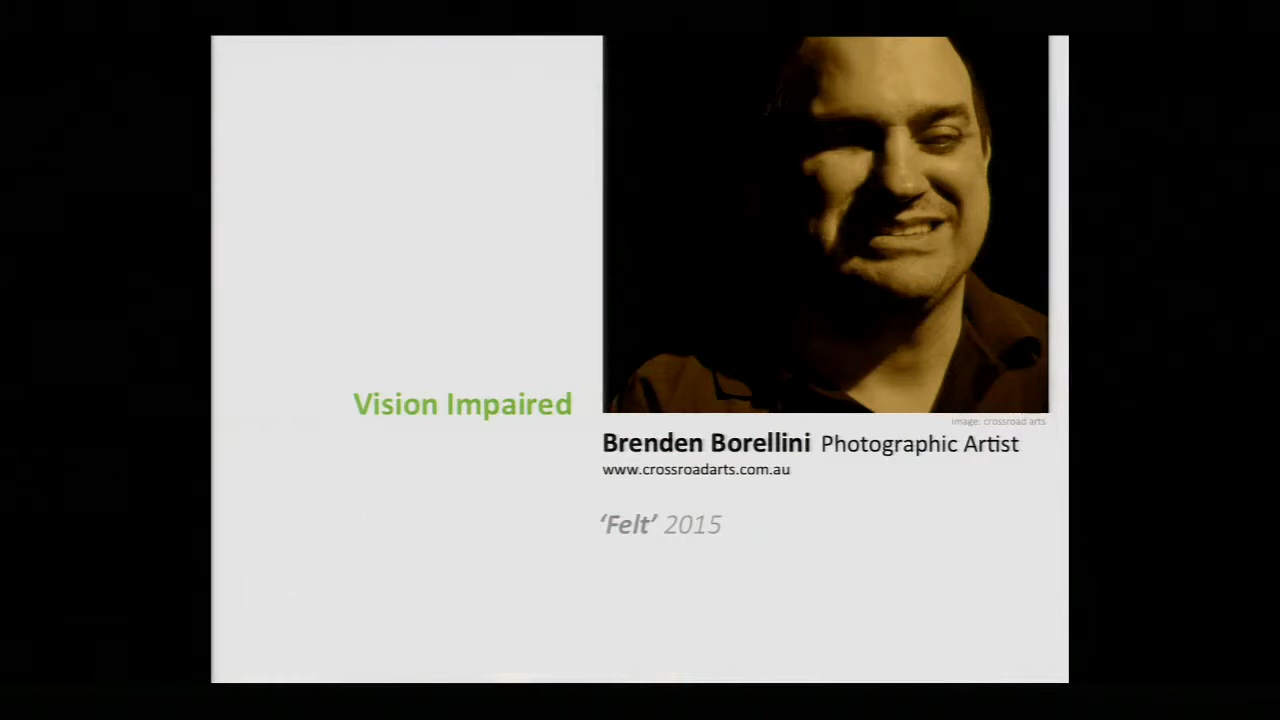 Vision Impaired
image: crossroad arts
Brenden Borellini Photographic Artist
www.crossroadarts.com.au
‘Felt’ 2015